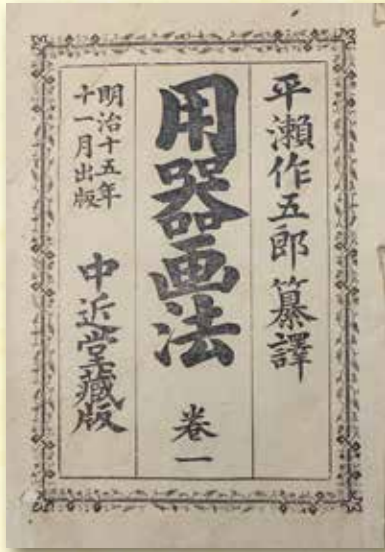 平瀬作五郎纂譯
用器画法 卷一
明治十五年
十一月出版
中近堂藏版